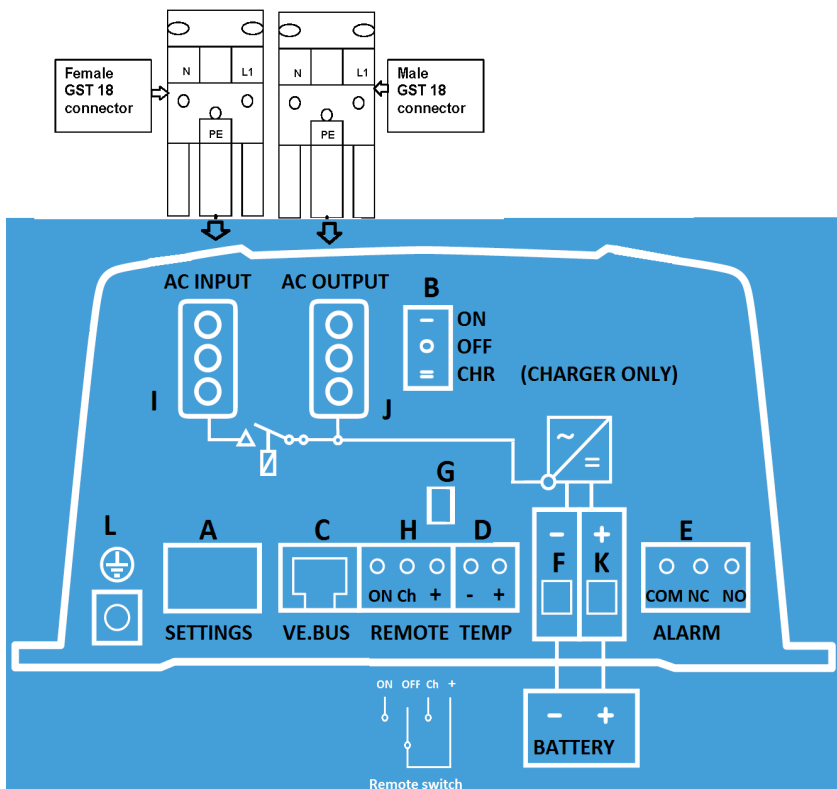 Female
GST 18
connector
N L1
PE
N L1
PE
Male
GST 18
connector
AC INPUT AC OUTPUT
B
ON
OFF
CHR (CHARGER ONLY)
I
J
G
L A C H D - + E
F K
ON Ch + - + COM NC NO
SETTINGS VE.BUS REMOTE TEMP ALARM
ON OFF Ch +
- +
BATTERY
Remote switch